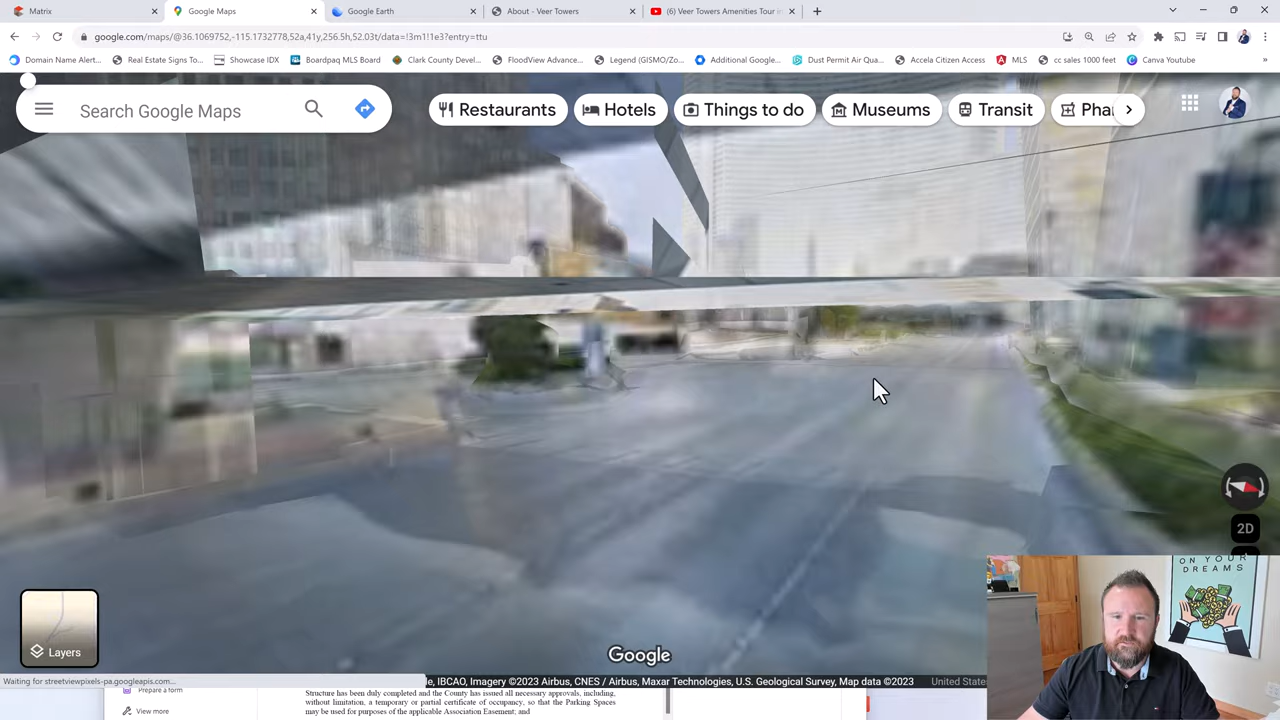 Matrix
Google Maps
Google Earth
About - Veer Towers
(6) Veer Towers Amenities Tour in
google.com/maps/@36.1069752,-115.1732778,52a,41y,256.5h,52.03t/data=!3m1!1e3?entry=ttu
Domain Name Alert...
Real Estate Signs To...
Showcase IDX
Boardpaq MLS Board
Clark County Devel...
FloodView Advance...
Legend (GISMO/Zo...
Additional Google...
Dust Permit Air Qua...
Accela Citizen Access
MLS
cc sales 1000 feet
Canva Youtube
»
Search Google Maps
Restaurants
Hotels
Things to do
Museums
Transit
Pha
2D
ON YOUR
DREAMS
Layers
Google
Waiting for streetviewpixels-pa.googleapis.com...
le, IBCAO, Imagery ©2023 Airbus, CNES / Airbus, Maxar Technologies, U.S. Geological Survey, Map data ©2023
United States
Prepare a form
View more
Structure has been duly completed and the County has issued all necessary approvals, including,
without limitation, a temporary or partial certificate of occupancy, so that the Parking Spaces
may be used for purposes of the applicable Association Easement; and